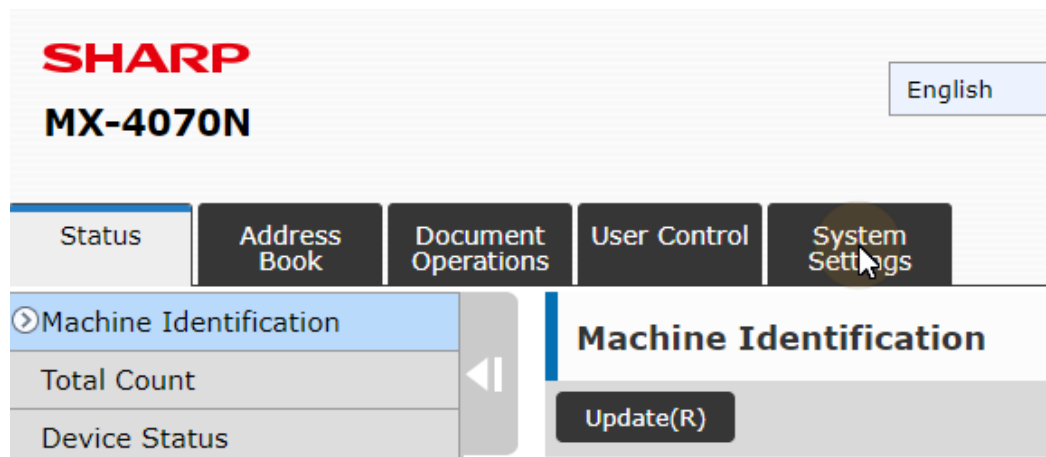 SHARP
MX-4070N
English
Status
Address
Book
Document
Operations
User Control
System
Settings
Machine Identification
Total Count
Device Status
Machine Identification
Update(R)